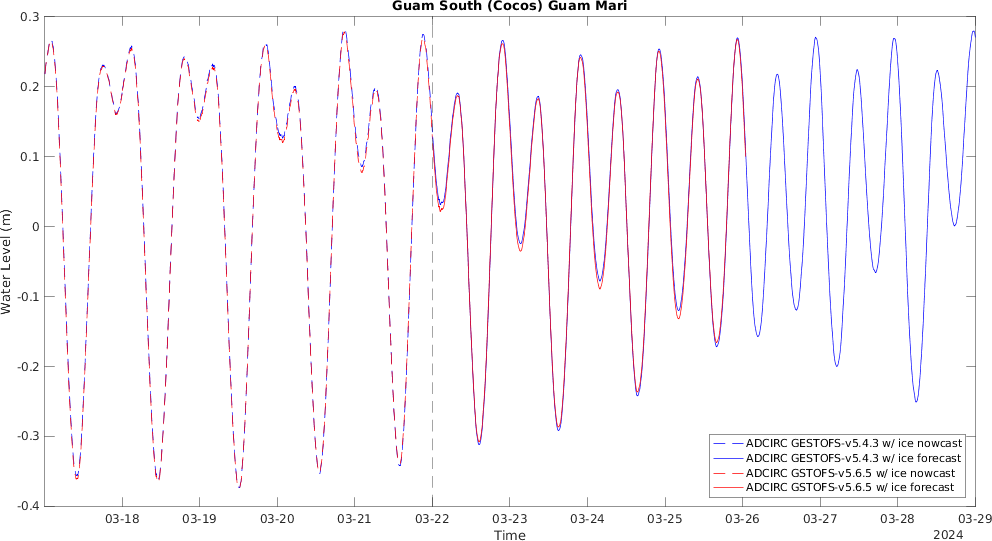 Guam South (Cocos) Guam Mari
0.3
0.2
0.1
0
-0.1
-0.2
-0.3
-0.4
Water Level (m)
ADCIRC GESTOFS-v5.4.3 w/ ice nowcast
ADCIRC GESTOFS-v5.4.3 w/ ice forecast
ADCIRC GSTOFS-v5.6.5 w/ ice nowcast
ADCIRC GSTOFS-v5.6.5 w/ ice forecast
03-18 03-19 03-20 03-21 03-22 03-23 03-24 03-25 03-26 03-27 03-28 03-29
Time
2024